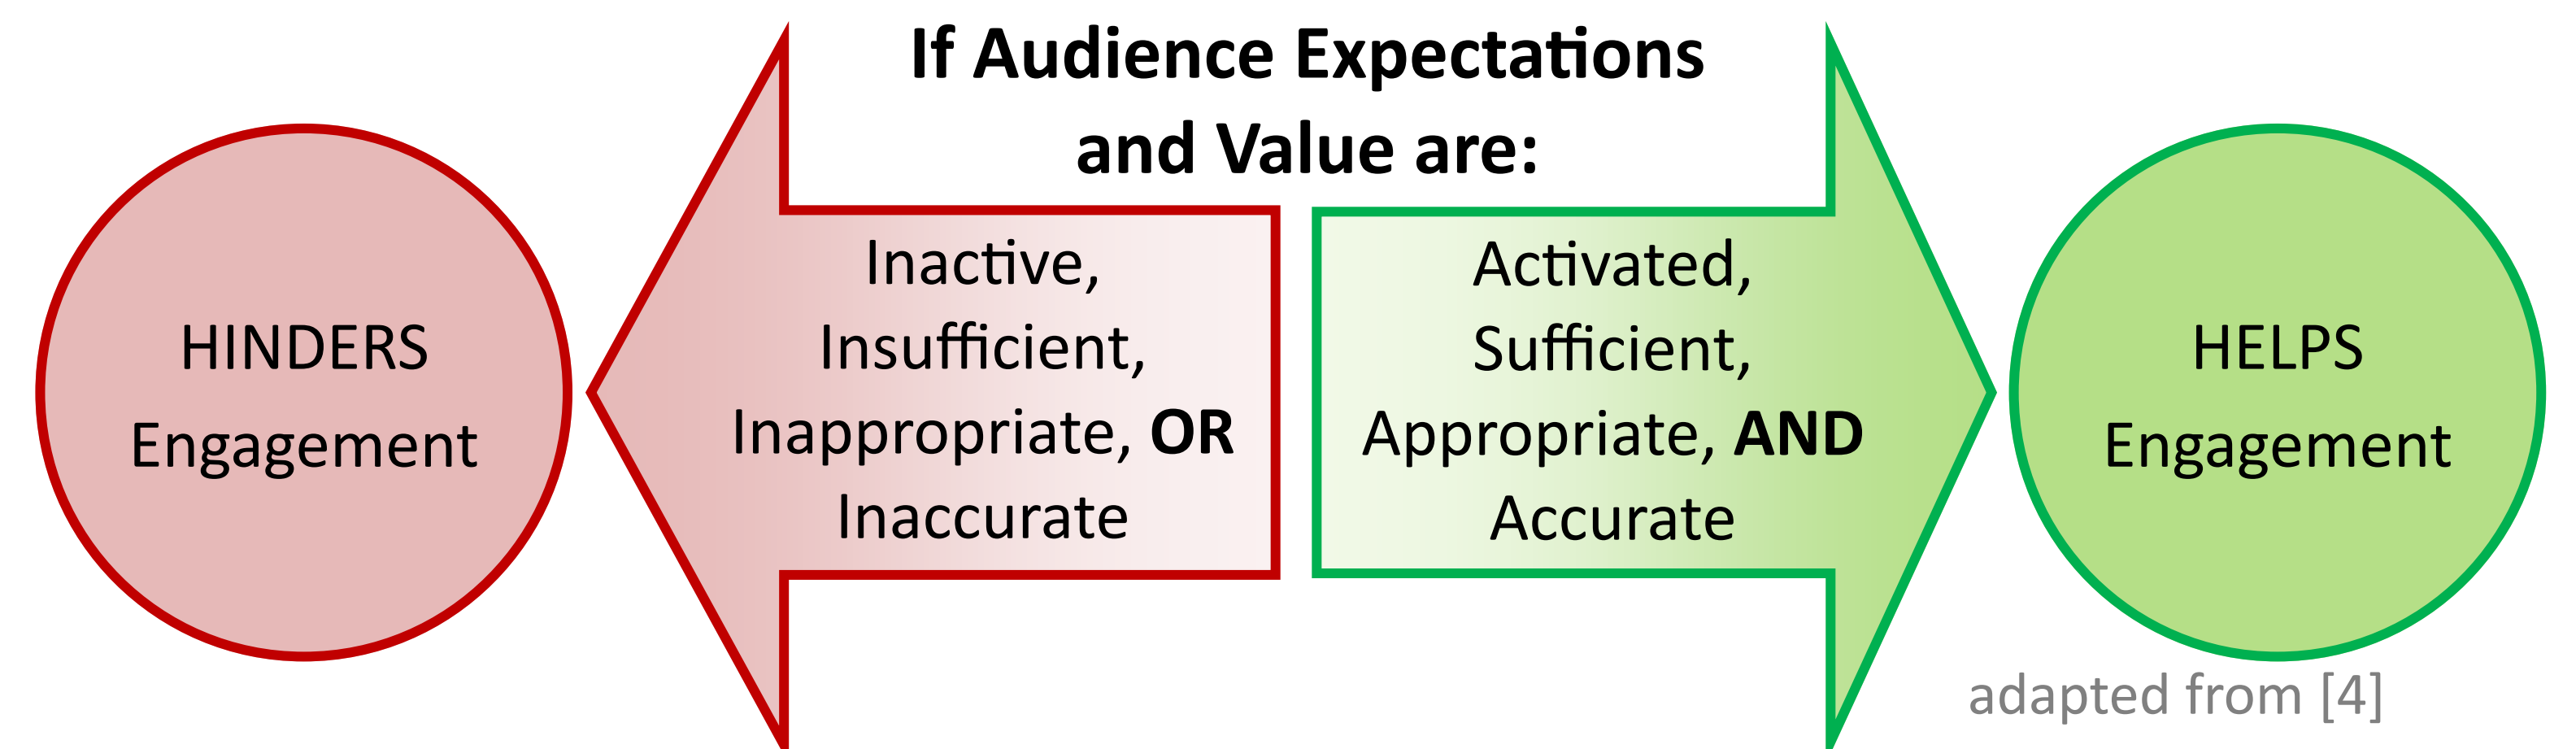 If Audience Expectations
and Value are:
HINDERS
Engagement
Inactive,
Insufficient,
Inappropriate, OR
Inaccurate
Activated,
Sufficient,
Appropriate, AND
Accurate
HELPS
Engagement
adapted from [4]